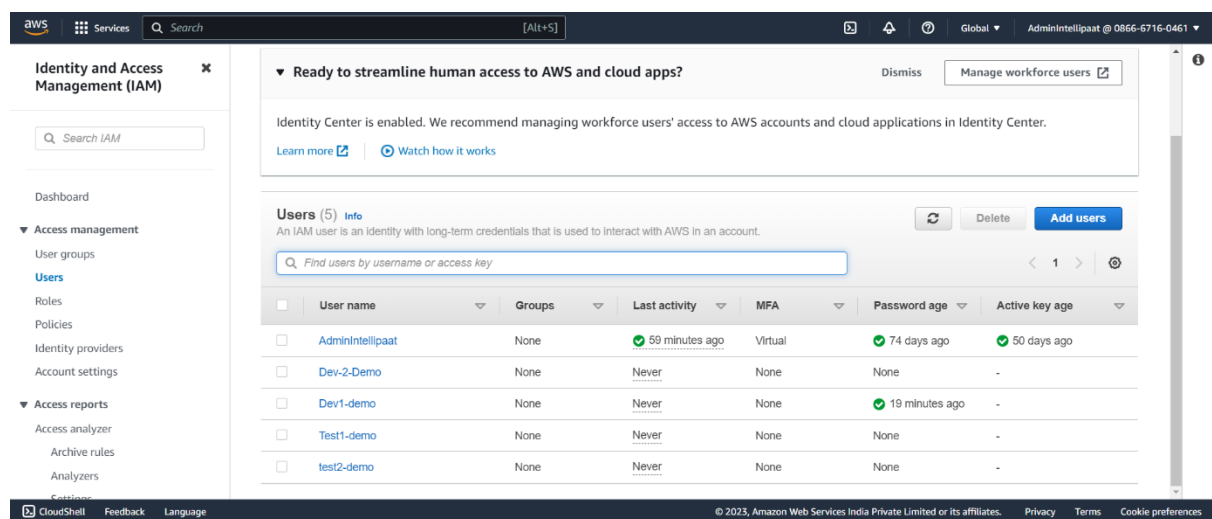 aws Services Search [Alt+S] Global AdminIntellipaat @ 0866-6716-0461
Identity and Access
Management (IAM)
Search IAM
Dashboard
Access management
User groups
Users
Roles
Policies
Identity providers
Account settings
Access reports
Access analyzer
Archive rules
Analyzers
Settings
Ready to streamline human access to AWS and cloud apps? Dismiss Manage workforce users
Identity Center is enabled. We recommend managing workforce users' access to AWS accounts and cloud applications in Identity Center.
Learn more Watch how it works
Users (5) Info Delete Add users
An IAM user is an identity with long-term credentials that is used to interact with AWS in an account.
Find users by username or access key 1
User name Groups Last activity MFA Password age Active key age
AdminIntellipaat None 59 minutes ago Virtual 74 days ago 50 days ago
Dev-2-Demo None Never None None -
Dev1-demo None Never None 19 minutes ago -
Test1-demo None Never None None -
test2-demo None Never None None -
CloudShell Feedback Language © 2023, Amazon Web Services India Private Limited or its affiliates. Privacy Terms Cookie preferences